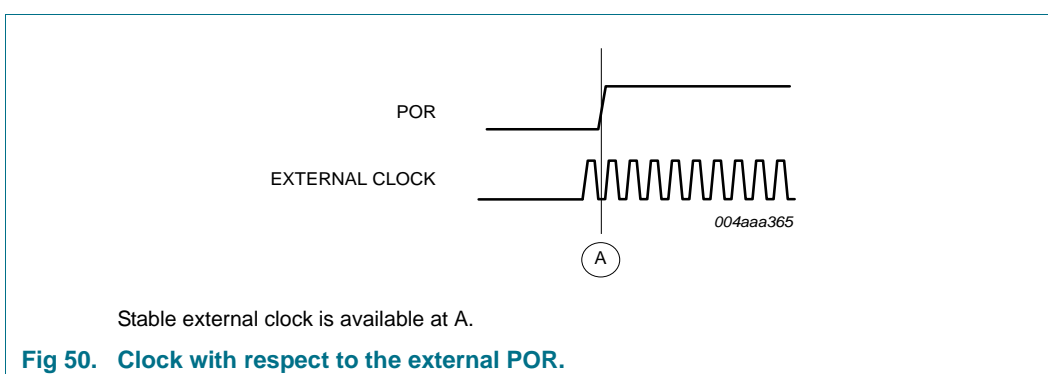 POR
EXTERNAL CLOCK
004aaa365
A
Stable external clock is available at A.
Fig 50. Clock with respect to the external POR.